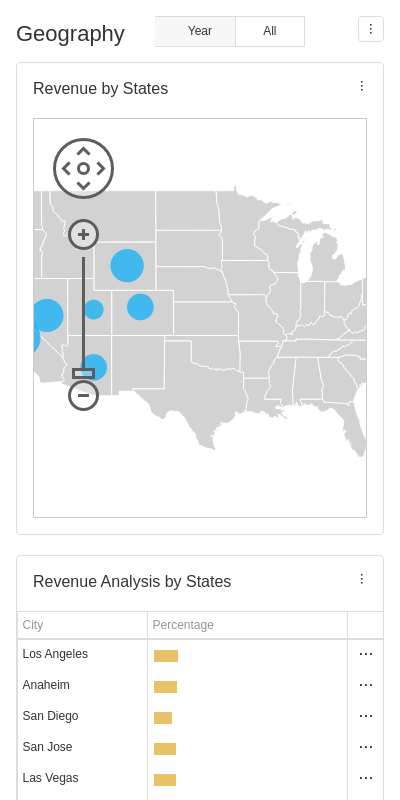 Geography
Year
All
Revenue by States
Revenue Analysis by States
City
Percentage
Los Angeles
Anaheim
San Diego
San Jose
Las Vegas